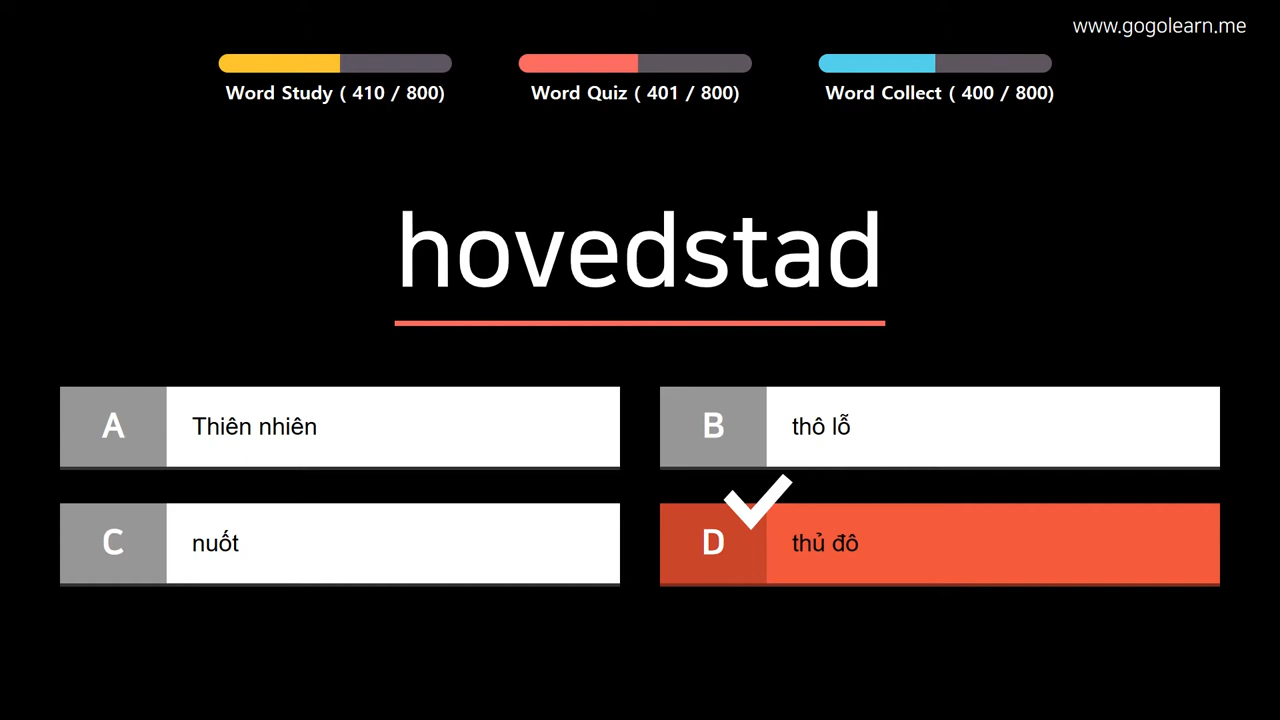 www.gogolearn.me
Word Study ( 410 / 800)
Word Quiz ( 401 / 800)
Word Collect ( 400 / 800)
hovedstad
A Thiên nhiên
B thô lỗ
C nuốt
D thủ đô